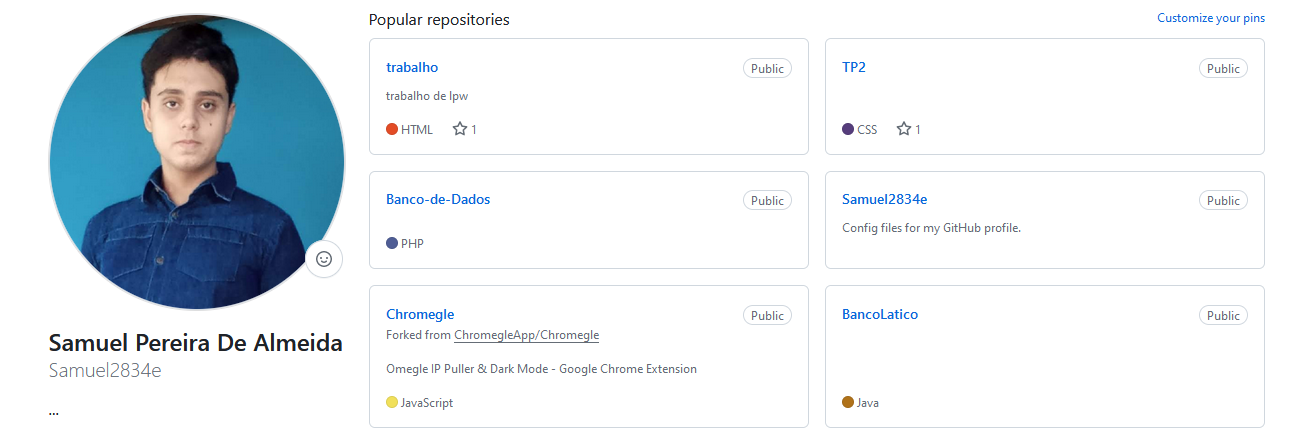 Popular repositories
Customize your pins
trabalho
Public
trabalho de lpw
HTML 1
TP2
Public
CSS 1
Banco-de-Dados
Public
PHP
Samuel2834e
Public
Config files for my GitHub profile.
Chromegle
Public
Forked from ChromegleApp/Chromegle
Omegle IP Puller & Dark Mode - Google Chrome Extension
JavaScript
BancoLatico
Public
Java
Samuel Pereira De Almeida
Samuel2834e
...